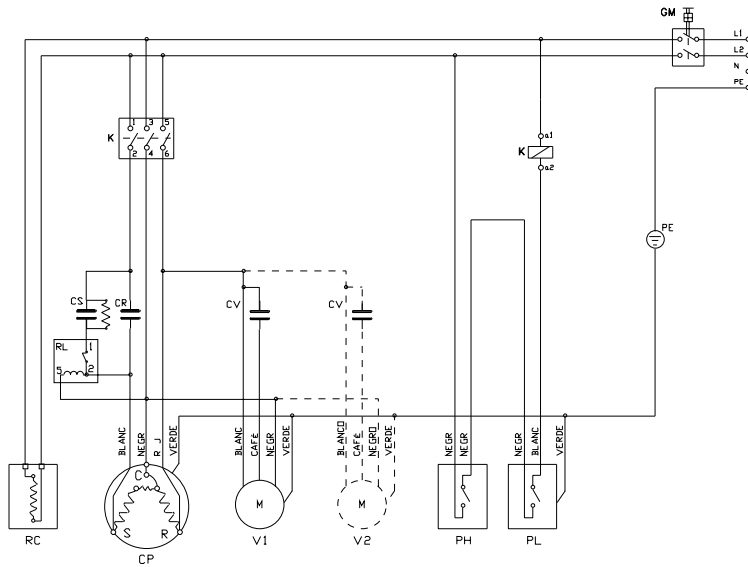 GM
L1
L2
N
PE
1 3 5
K
2 4 6
a1
K
a2
PE
CS CR CV CV
RL 1
5 2
BLANC NEGR R J VERDE BLANC CAFÉ NEGR VERDE BLANCO CAFÉ NEGRO VERDE NEGR NEGR NEGR BLANC VERDE
C
S R
M M
RC CP V1 V2 PH PL